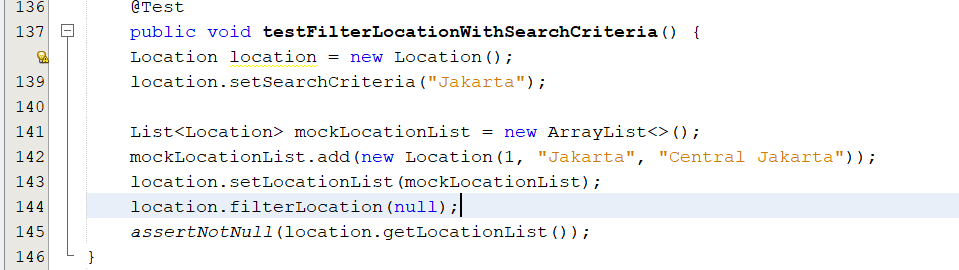 136 @Test
137 public void testFilterLocationWithSearchCriteria() {
Location location = new Location();
139 location.setSearchCriteria("Jakarta");
140
141 List<Location> mockLocationList = new ArrayList<>();
142 mockLocationList.add(new Location(1, "Jakarta", "Central Jakarta"));
143 location.setLocationList(mockLocationList);
144 location.filterLocation(null);
145 assertNotNull(location.getLocationList());
146 }